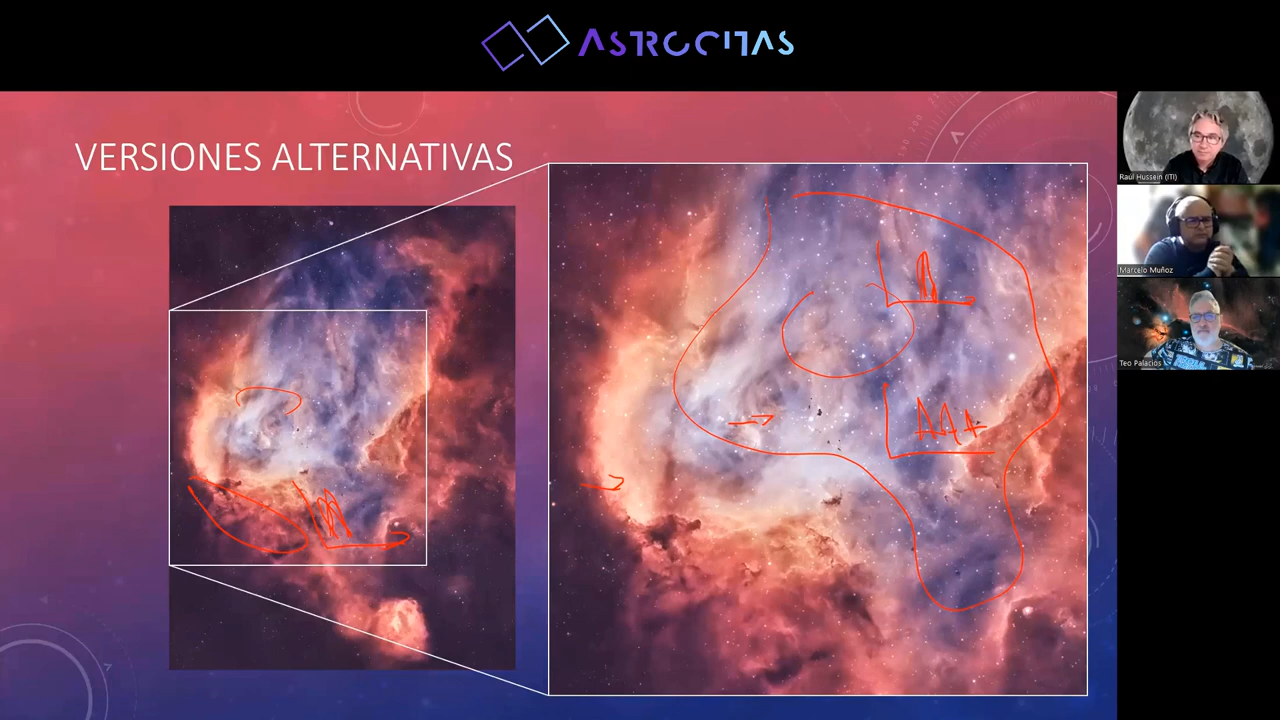 ASTROCITAS
VERSIONES ALTERNATIVAS
Raúl Hussein (ITI)
Marcelo Muñoz
Teo Palacios